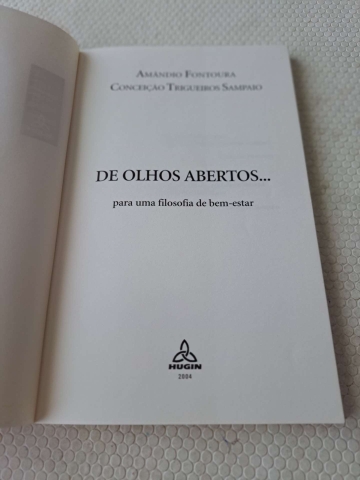 Amândio Fontoura
Conceição Trigueiros Sampaio
DE OLHOS ABERTOS...
para uma filosofia de bem-estar
HUGIN
2004